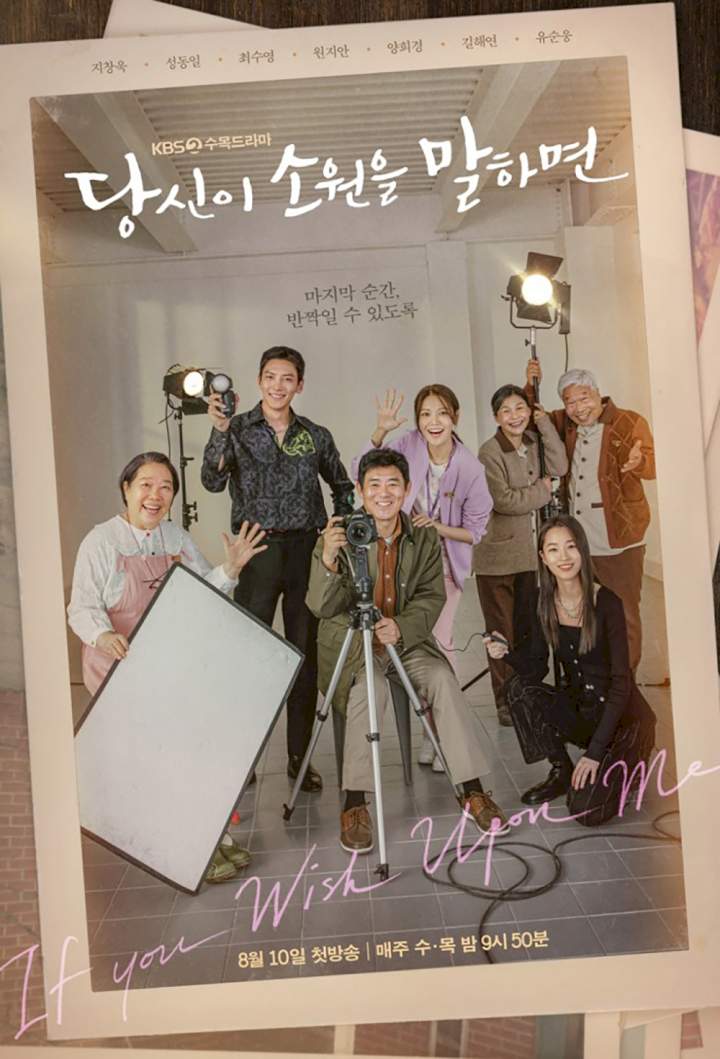 지창욱 • 성동일 • 최수영 • 원지안 • 양희경 • 길해연 • 유순웅
KBS2 수목드라마
당신이 소원을 말하면
마지막 순간,
반짝일 수 있도록
If you Wish Upon Me
8월 10일 첫방송 | 매주 수·목 밤 9시 50분